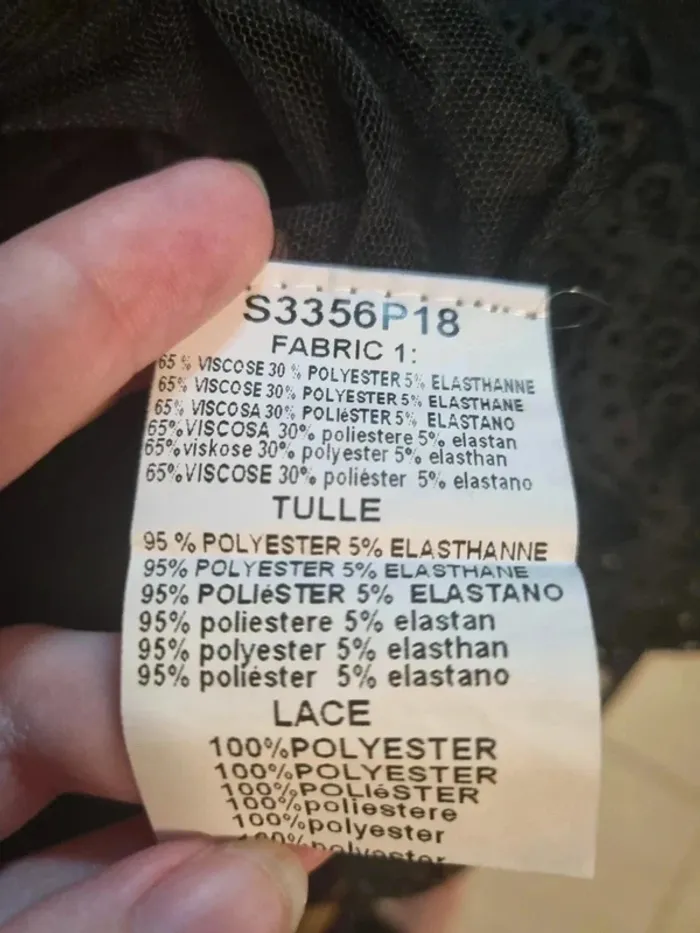 S3356P18
FABRIC 1:
65 % VISCOSE 30 % POLYESTER 5% ELASTHANNE
65% VISCOSE 30% POLYESTER 5% ELASTHANE
65% VISCOSA 30% POLIéSTER 5% ELASTANO
65%VISCOSA 30% poliestere 5% elastan
65%viskose 30% polyester 5% elasthan
65%VISCOSE 30% poliéster 5% elastano
TULLE
95 % POLYESTER 5% ELASTHANNE
95% POLYESTER 5% ELASTHANE
95% POLIéSTER 5% ELASTANO
95% poliestere 5% elastan
95% polyester 5% elasthan
95% poliéster 5% elastano
LACE
100%POLYESTER
100%POLYESTER
100%POLIéSTER
100%poliestere
100%polyester